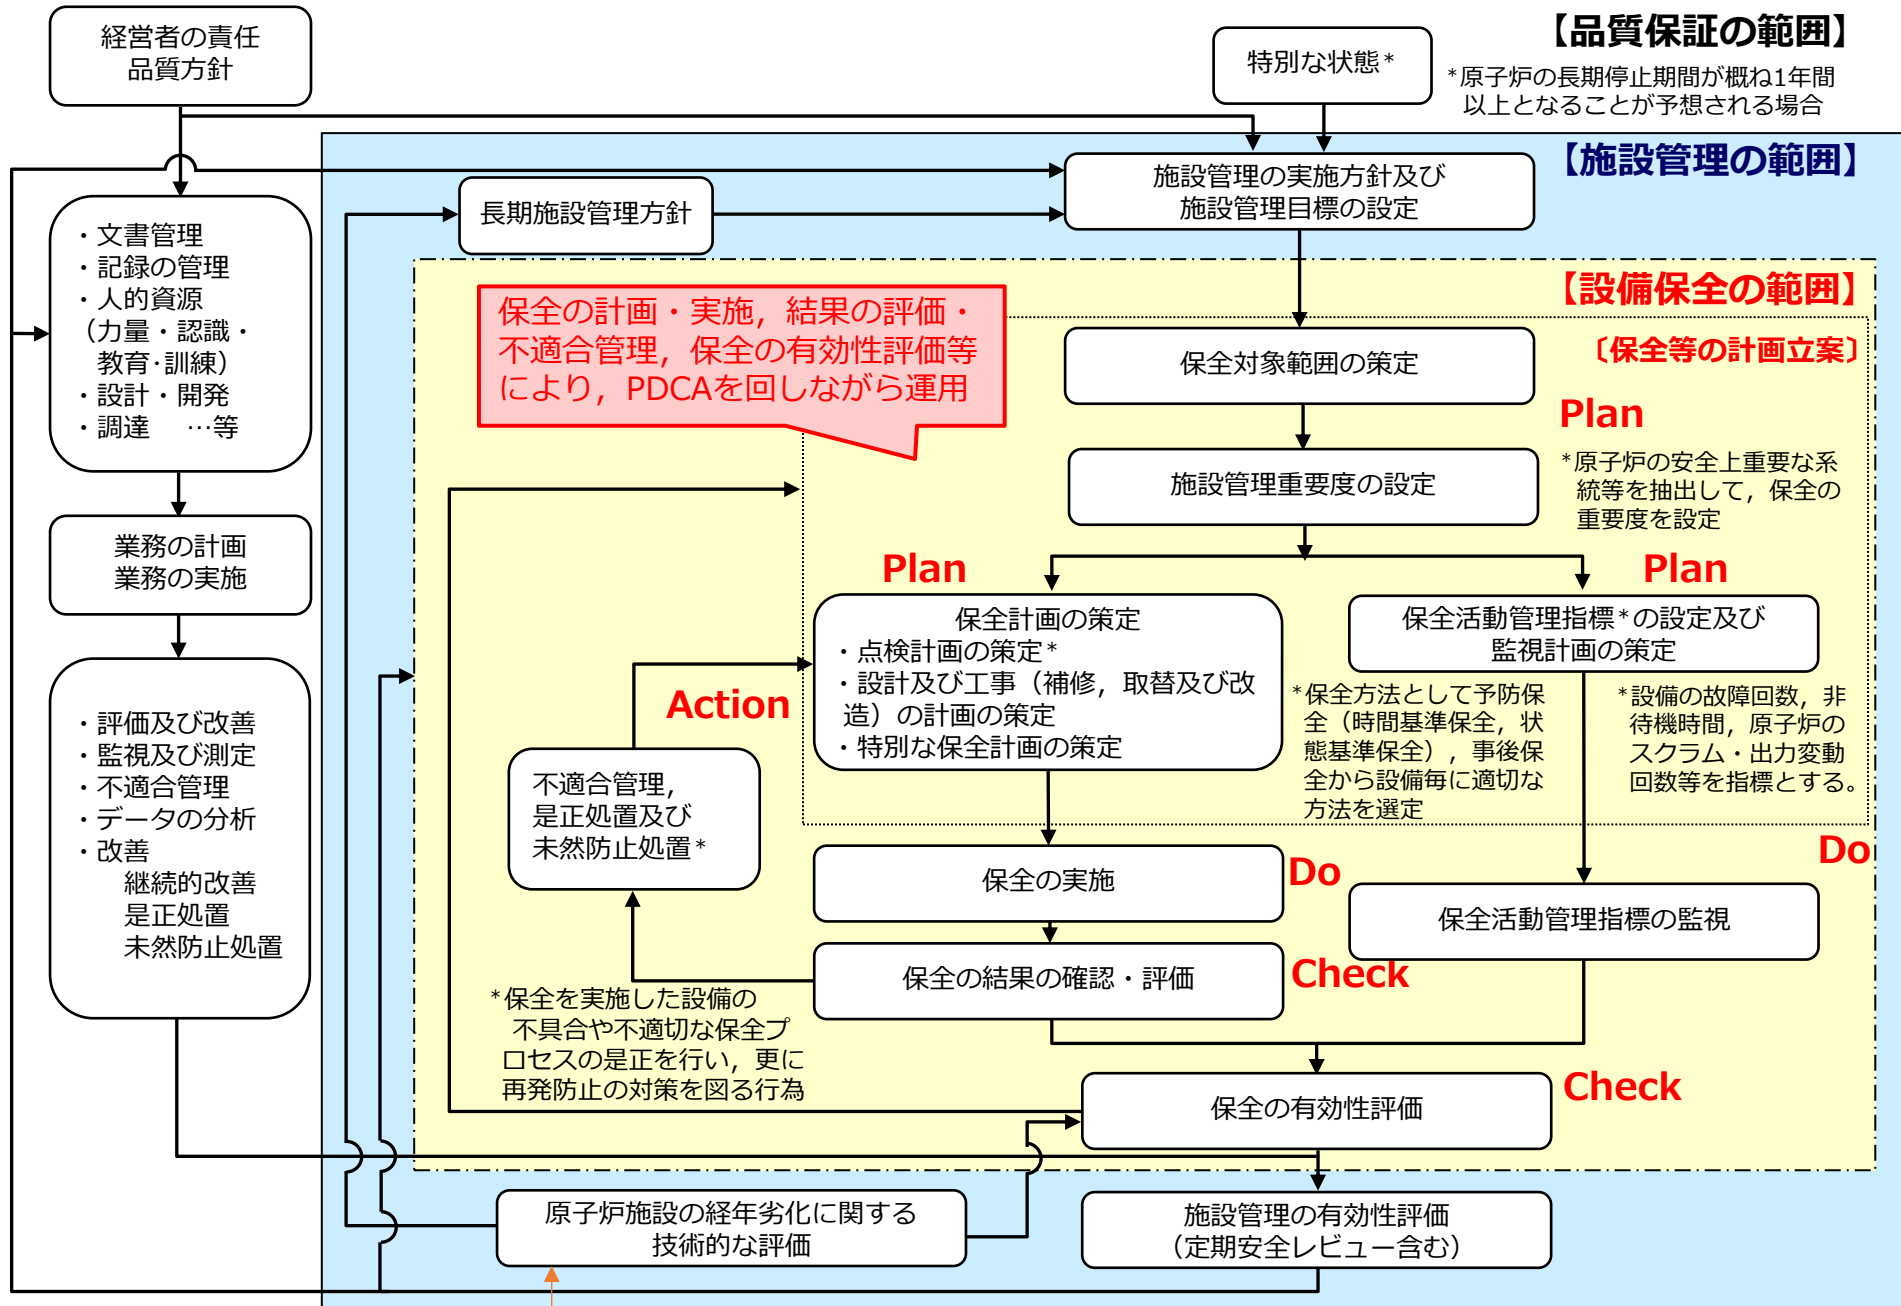 経営者の責任
品質方針
特別な状態*
【品質保証の範囲】
*原子炉の長期停止期間が概ね1年間
以上となることが予想される場合
【施設管理の範囲】
施設管理の実施方針及び
施設管理目標の設定
長期施設管理方針
・文書管理
・記録の管理
・人的資源
（力量・認識・
教育･訓練）
・設計・開発
・調達　…等
【設備保全の範囲】
保全の計画・実施，結果の評価・
不適合管理，保全の有効性評価等
により，PDCAを回しながら運用
〔保全等の計画立案〕
保全対象範囲の策定
Plan
施設管理重要度の設定
*原子炉の安全上重要な系
統等を抽出して，保全の
重要度を設定
業務の計画
業務の実施
Plan
Plan
保全計画の策定
・点検計画の策定*
・設計及び工事（補修，取替及び改
造）の計画の策定
・特別な保全計画の策定
保全活動管理指標*の設定及び
監視計画の策定
Action
*保全方法として予防保
全（時間基準保全，状
態基準保全），事後保
全から設備毎に適切な
方法を選定
*設備の故障回数，非
待機時間，原子炉の
スクラム・出力変動
回数等を指標とする。
・評価及び改善
・監視及び測定
・不適合管理
・データの分析
・改善
継続的改善
是正処置
未然防止処置
不適合管理，
是正処置及び
未然防止処置*
保全の実施
Do
Do
保全活動管理指標の監視
保全の結果の確認・評価
Check
*保全を実施した設備の
不具合や不適切な保全プ
ロセスの是正を行い，更に
再発防止の対策を図る行為
保全の有効性評価
Check
原子炉施設の経年劣化に関する
技術的な評価
施設管理の有効性評価
（定期安全レビュー含む）